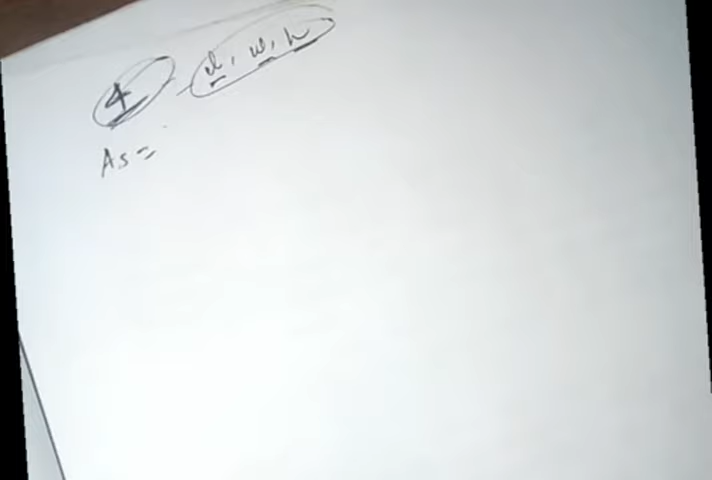 4 d, w, h
As =